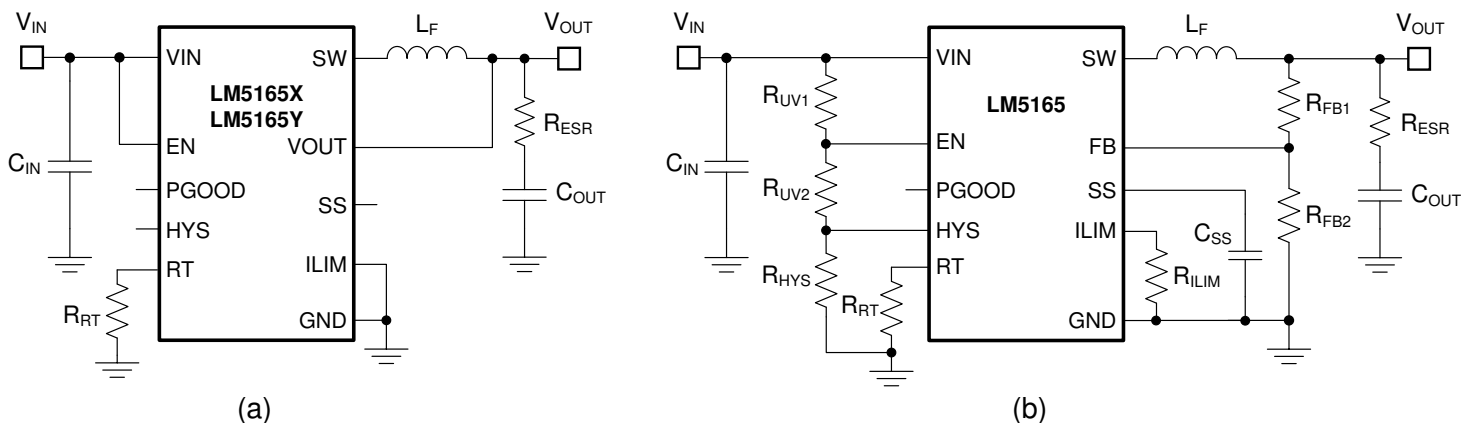 VIN
LF
VOUT
VIN
SW
LM5165X
LM5165Y
RESR
EN
VOUT
CIN
PGOOD
COUT
SS
HYS
RT
ILIM
RRT
GND
(a)
VIN
LF
VOUT
VIN
SW
RUV1
LM5165
RFB1
RESR
EN
FB
CIN
RUV2
PGOOD
SS
COUT
HYS
ILIM
CSS
RFB2
RHYS
RT
RILIM
RRT
GND
(b)